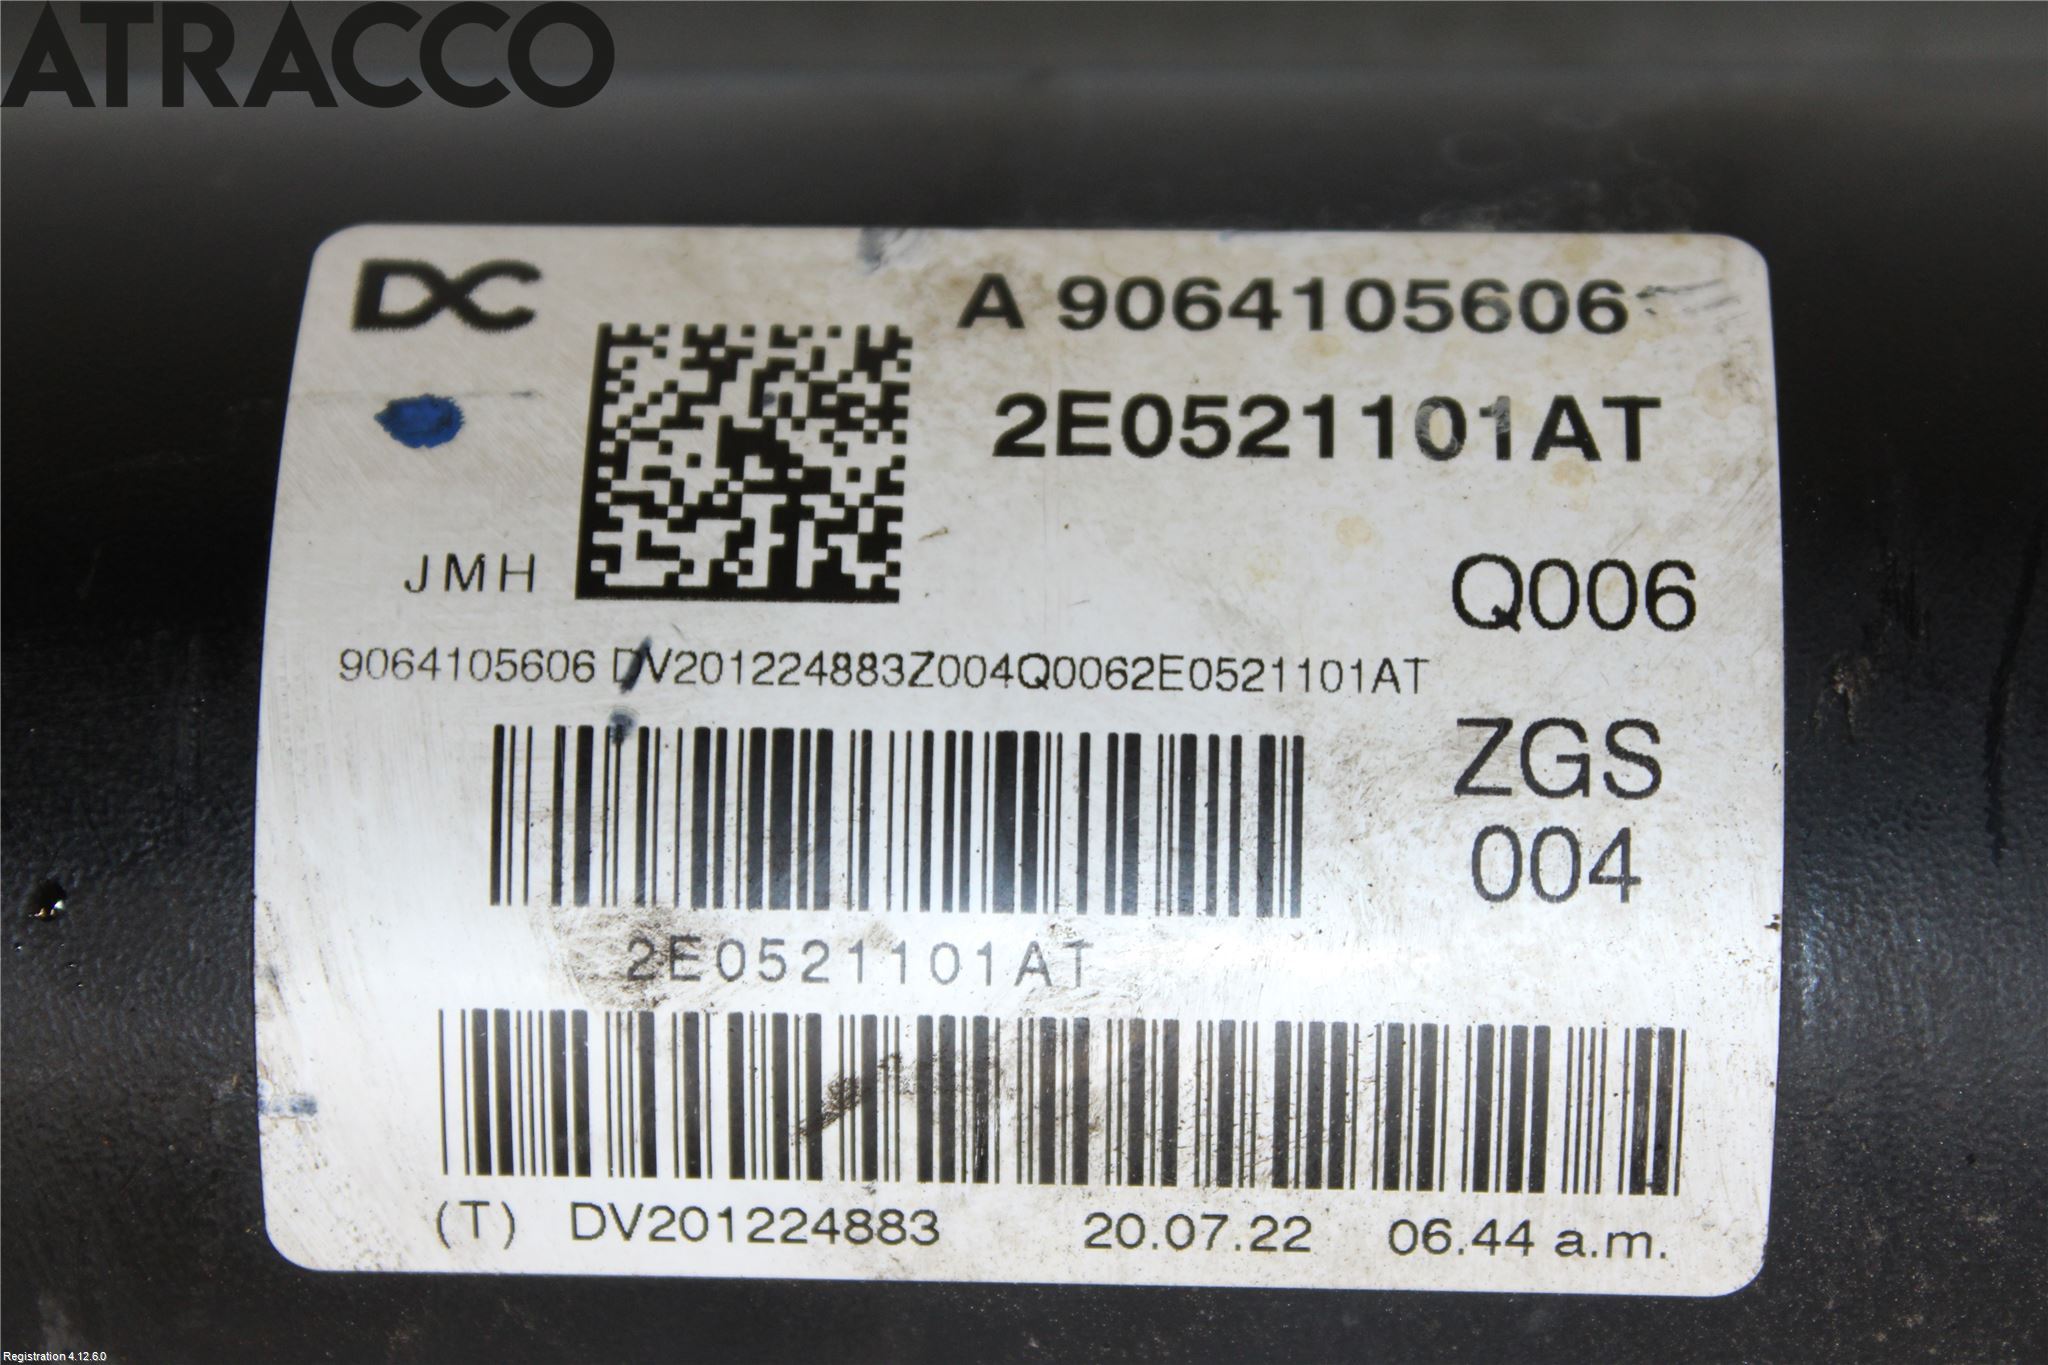 ATRACCO
DC
A 9064105606
2E0521101AT
JMH
Q006
9064105606 DV201224883Z004Q0062E0521101AT
ZGS
004
2E0521101AT
(T) DV201224883 20.07.22 06.44 a.m.
Registration 4.12.6.0